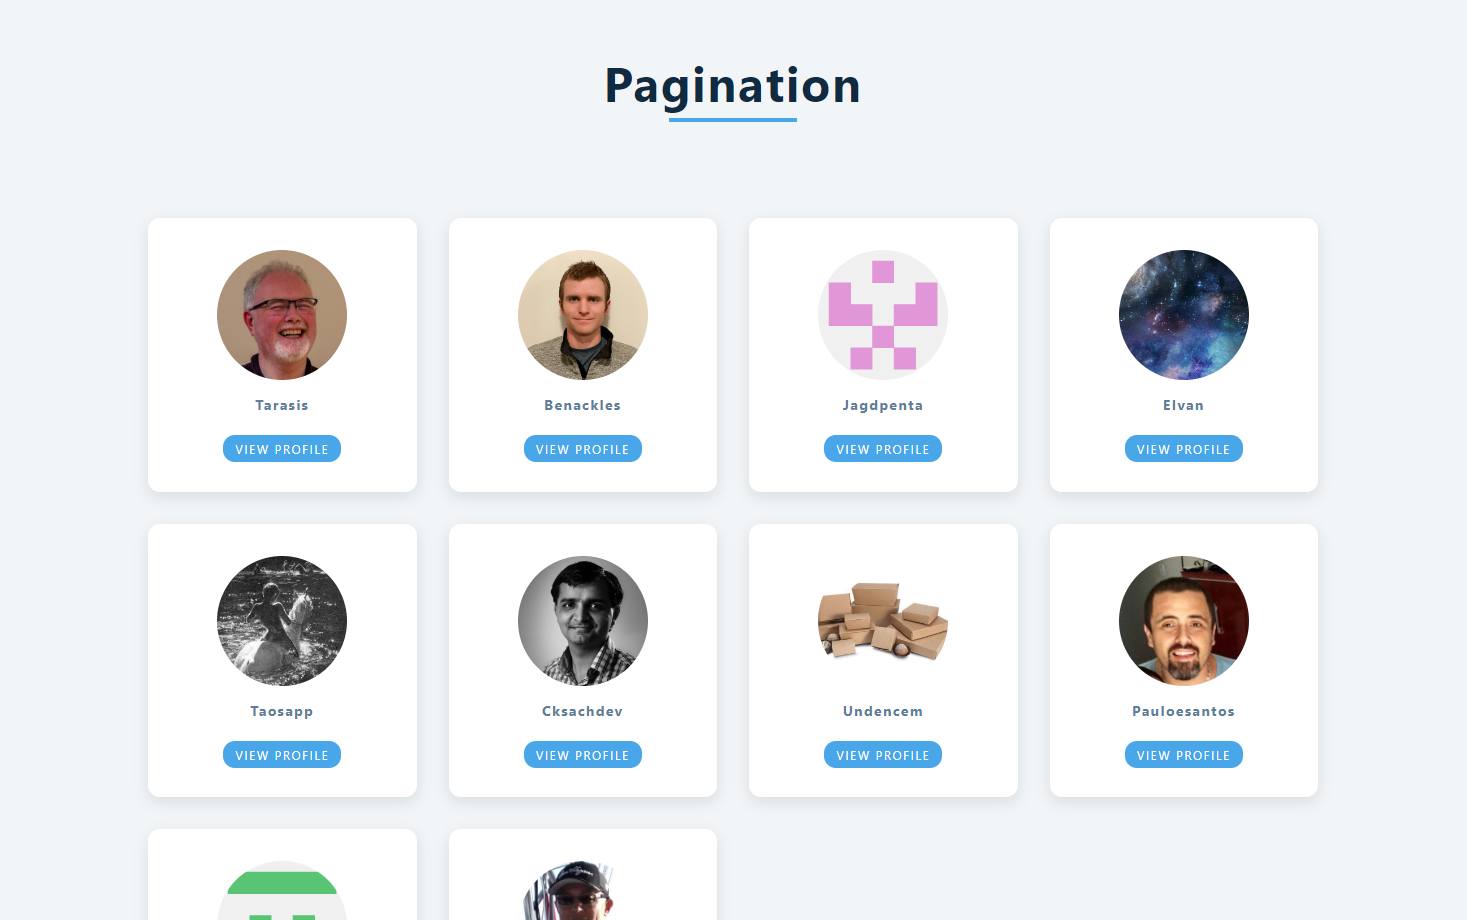 Pagination
Tarasis
Benackles
Jagdpenta
Elvan
VIEW PROFILE
VIEW PROFILE
VIEW PROFILE
VIEW PROFILE
Taosapp
Cksachdev
Undencem
Pauloesantos
VIEW PROFILE
VIEW PROFILE
VIEW PROFILE
VIEW PROFILE